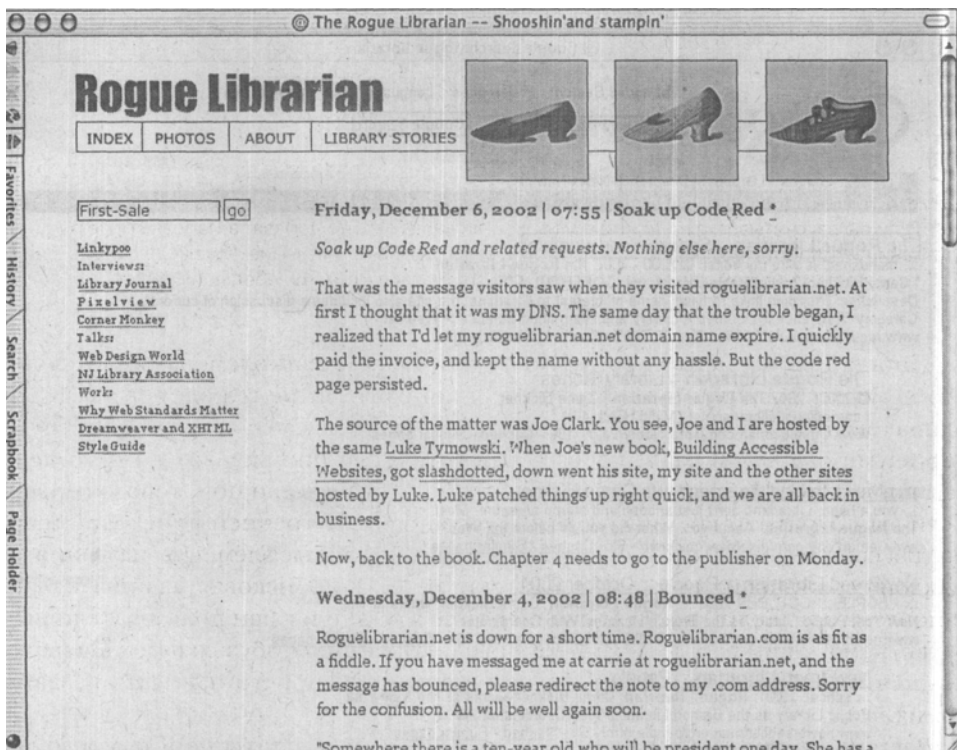 @ The Rogue Librarian -- Shooshin'and stampin'
Rogue Librarian
INDEX PHOTOS ABOUT LIBRARY STORIES
Favorites
History
Search
Scrapbook
Page Holder
First-Sale go
Linkypoo
Interviews:
Library Journal
Pixelview
Corner Monkey
Talks:
Web Design World
NJ Library Association
Work:
Why Web Standards Matter
Dreamweaver and XHTML
Style Guide
Friday, December 6, 2002 | 07:55 | Soak up Code Red *
Soak up Code Red and related requests. Nothing else here, sorry.
That was the message visitors saw when they visited roguelibrarian.net. At
first I thought that it was my DNS. The same day that the trouble began, I
realized that I'd let my roguelibrarian.net domain name expire. I quickly
paid the invoice, and kept the name without any hassle. But the code red
page persisted.
The source of the matter was Joe Clark. You see, Joe and I are hosted by
the same Luke Tymowski. When Joe's new book, Building Accessible
Websites, got slashdotted, down went his site, my site and the other sites
hosted by Luke. Luke patched things up right quick, and we are all back in
business.
Now, back to the book. Chapter 4 needs to go to the publisher on Monday.
Wednesday, December 4, 2002 | 08:48 | Bounced *
Roguelibrarian.net is down for a short time. Roguelibrarian.com is as fit as
a fiddle. If you have messaged me at carrie at roguelibrarian.net, and the
message has bounced, please redirect the note to my .com address. Sorry
for the confusion. All will be well again soon.
"Somewhere there is a ten-year old who will be president one day. She has a